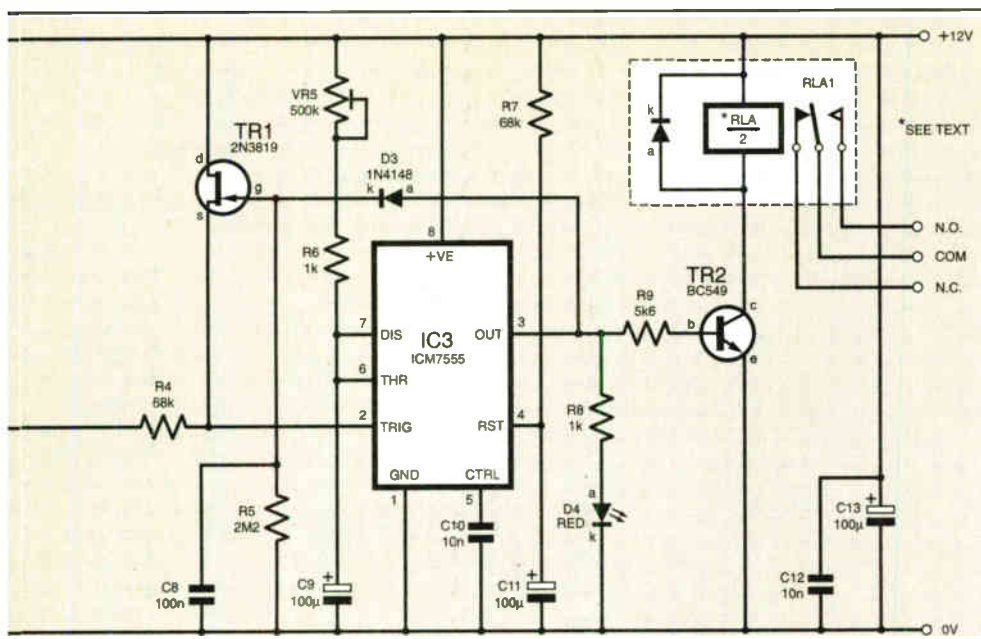 +12V
VR5
500k
R7
68k
RLA1
k
a
*RLA
2
*SEE TEXT
TR1
2N3819
d
g
s
D3
1N4148
k
a
R6
1k
8
+VE
N.O.
COM
N.C.
TR2
BC549
R9
5k6
b
c
e
7
DIS
IC3
ICM7555
OUT
3
6
THR
R4
68k
2
TRIG
RST
4
R8
1k
GND
CTRL
1
5
R5
2M2
C10
10n
a
D4
RED
k
C8
100n
C9
100µ
+
C11
100µ
+
C12
10n
C13
100µ
+
0V